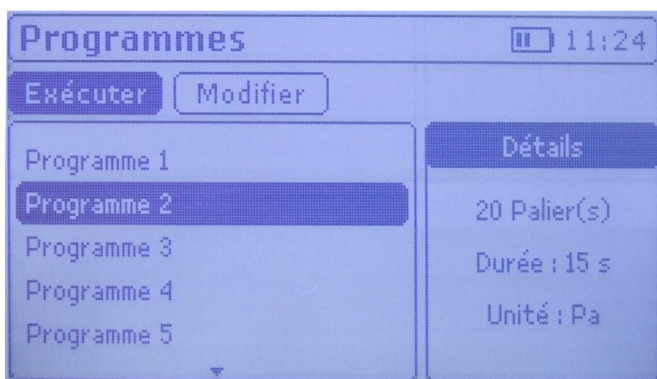 Programmes 11:24
Exécuter Modifier
Programme 1
Programme 2
Programme 3
Programme 4
Programme 5
Détails
20 Palier(s)
Durée : 15 s
Unité : Pa